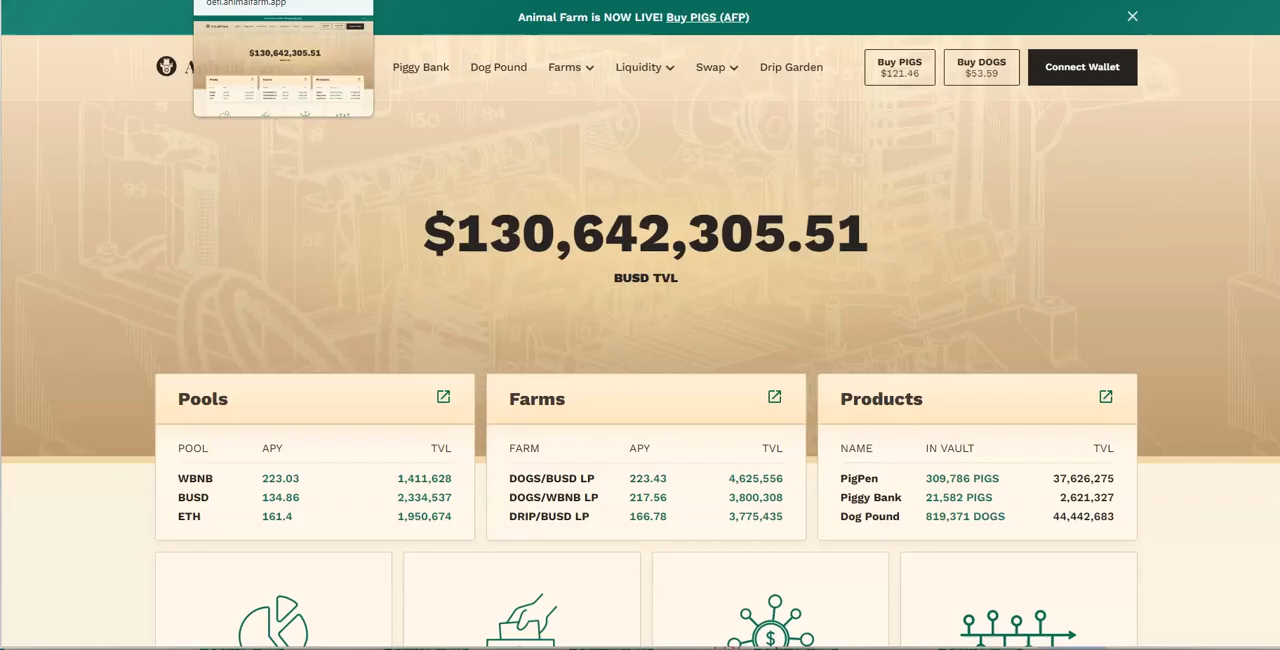 defi.animalfarm.app
Animal Farm is NOW LIVE! Buy PIGS (AFP)
$130,642,305.51
Piggy Bank
Dog Pound
Farms
Liquidity
Swap
Drip Garden
Buy PIGS
$121.46
Buy DOGS
$53.59
Connect Wallet
$130,642,305.51
BUSD TVL
Pools
POOL APY TVL
WBNB 223.03 1,411,628
BUSD 134.86 2,334,537
ETH 161.4 1,950,674
Farms
FARM APY TVL
DOGS/BUSD LP 223.43 4,625,556
DOGS/WBNB LP 217.56 3,800,308
DRIP/BUSD LP 166.78 3,775,435
Products
NAME IN VAULT TVL
PigPen 309,786 PIGS 37,626,275
Piggy Bank 21,582 PIGS 2,621,327
Dog Pound 819,371 DOGS 44,442,683